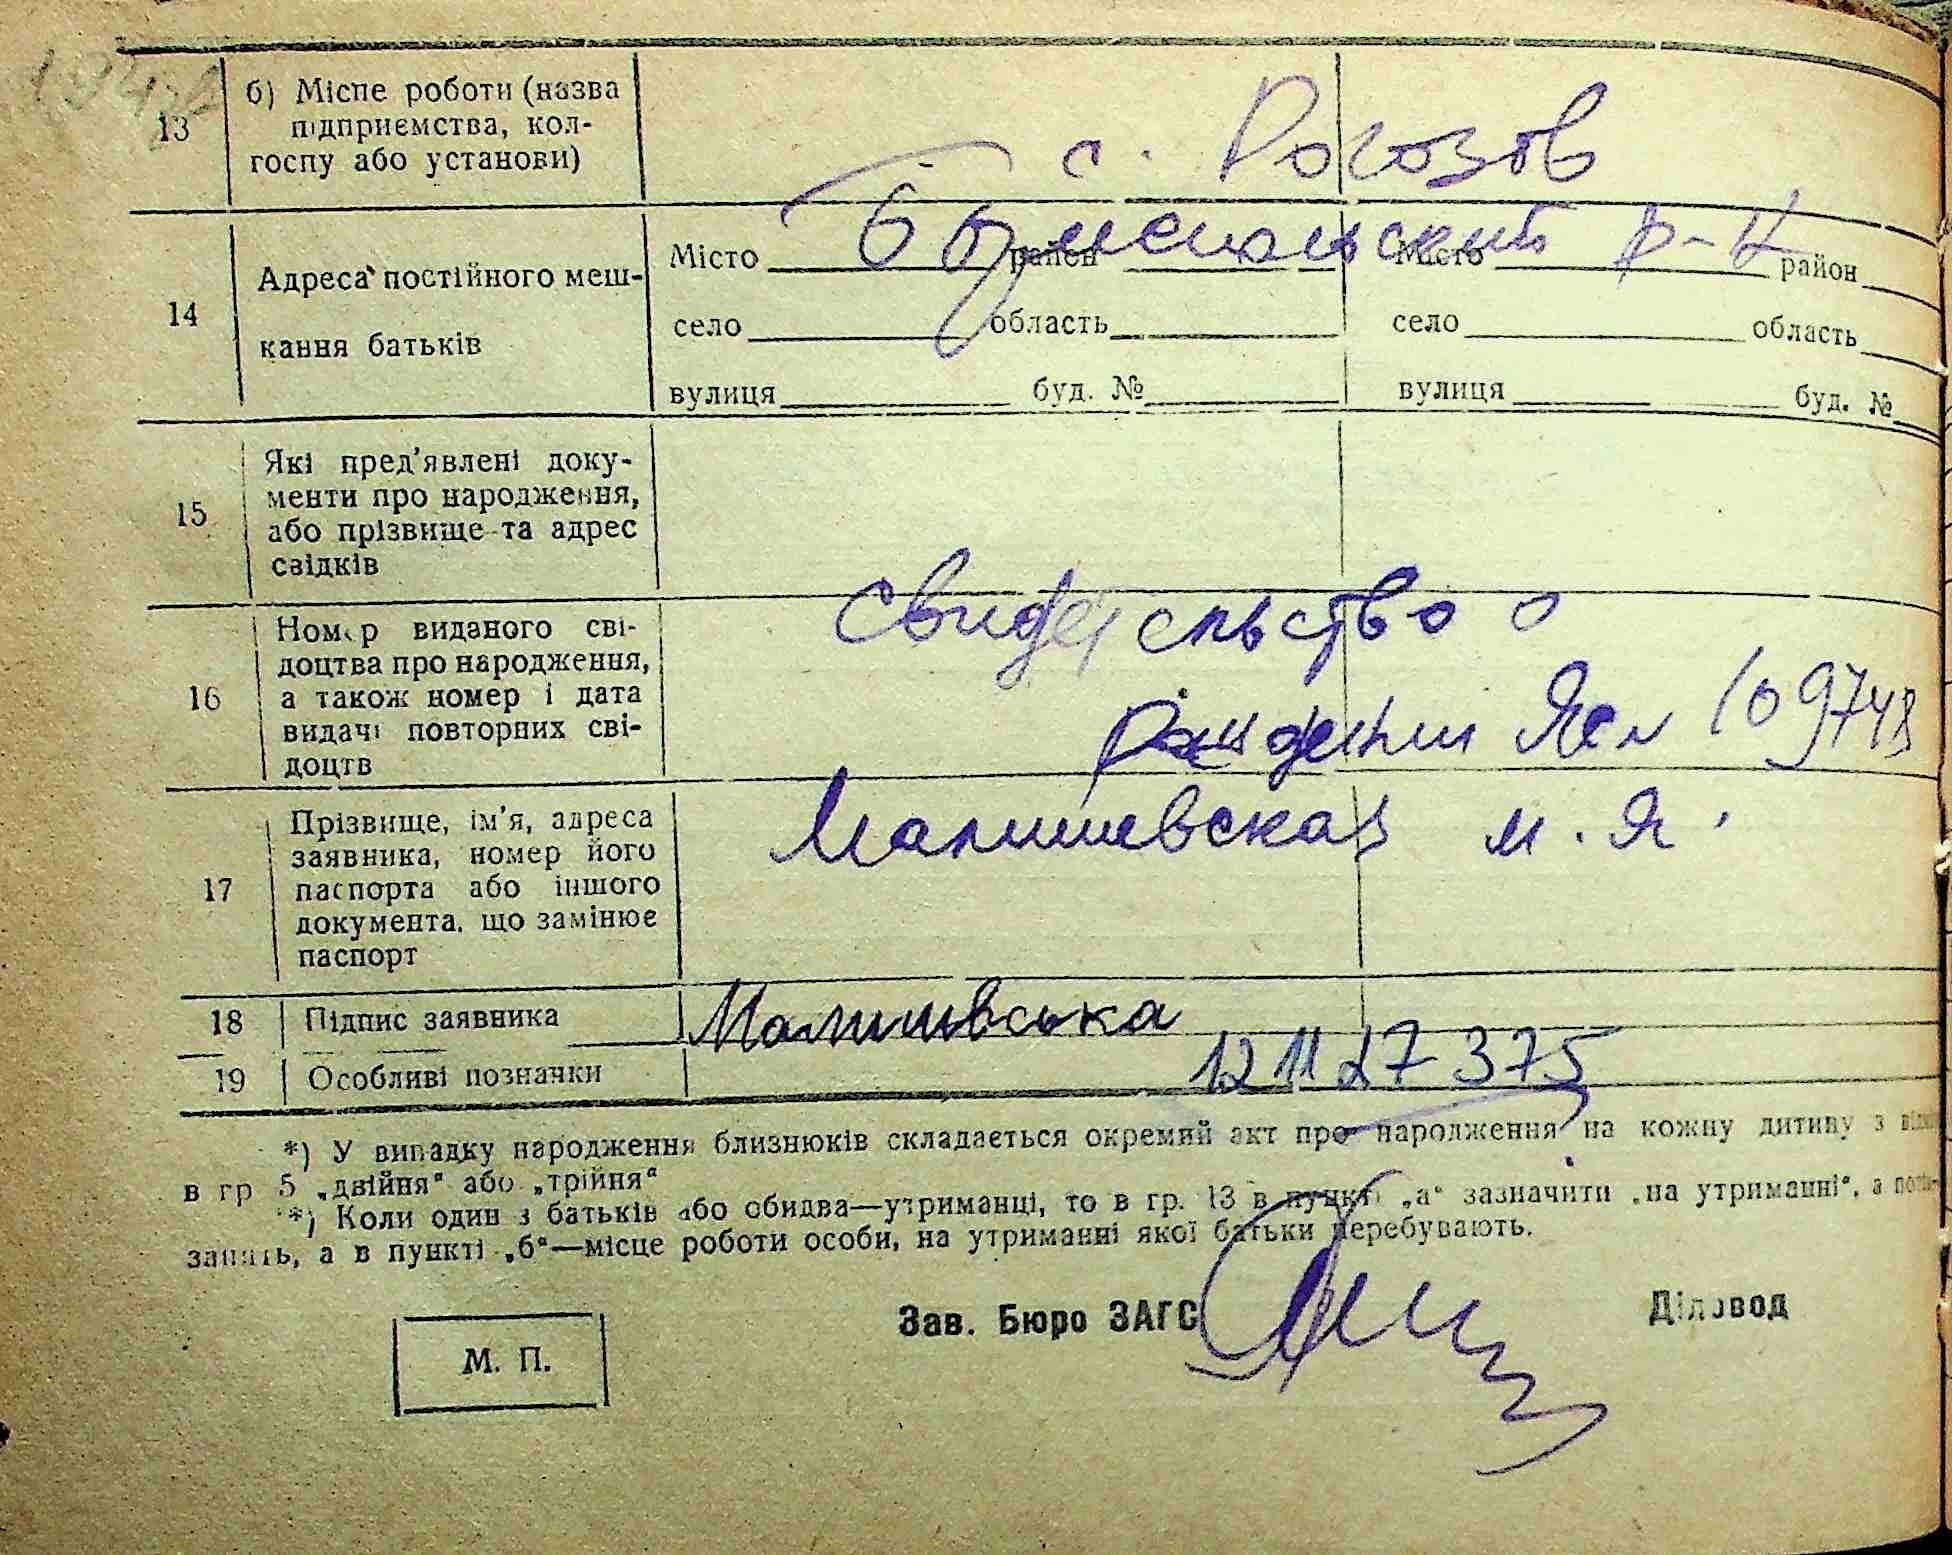 13
б) Місце роботи (назва
підприємства, кол-
госпу або установи)
с. Рогозов
14
Адреса постійного меш-
кання батьків
Місто район Місто район
село область село область
вулиця буд. № вулиця буд. №
р-н
15
Які пред'явлені доку-
менти про народження,
або прізвище та адрес
свідків
16
Номер виданого сві-
доцтва про народження,
а також номер і дата
видачі повторних сві-
доцтв
свидетельство о
рождении 109748
17
Прізвище, ім'я, адреса
заявника, номер його
паспорта або іншого
документа, що замінює
паспорт
Малишевская М. Я.
18 Підпис заявника Малишевська
19 Особливі позначки 375
*) У випадку народження близнюків складається окремий акт про народження на кожну дитину з
в гр 5 „двійня" або „трійня"
*) Коли один з батьків або обидва—утриманці, то в гр. 13 в пункті „а" зазначити „на утриманні", а
занять, а в пункті „б"—місце роботи особи, на утриманні якої батьки перебувають.
Зав. Бюро ЗАГС Діловод
М. П.